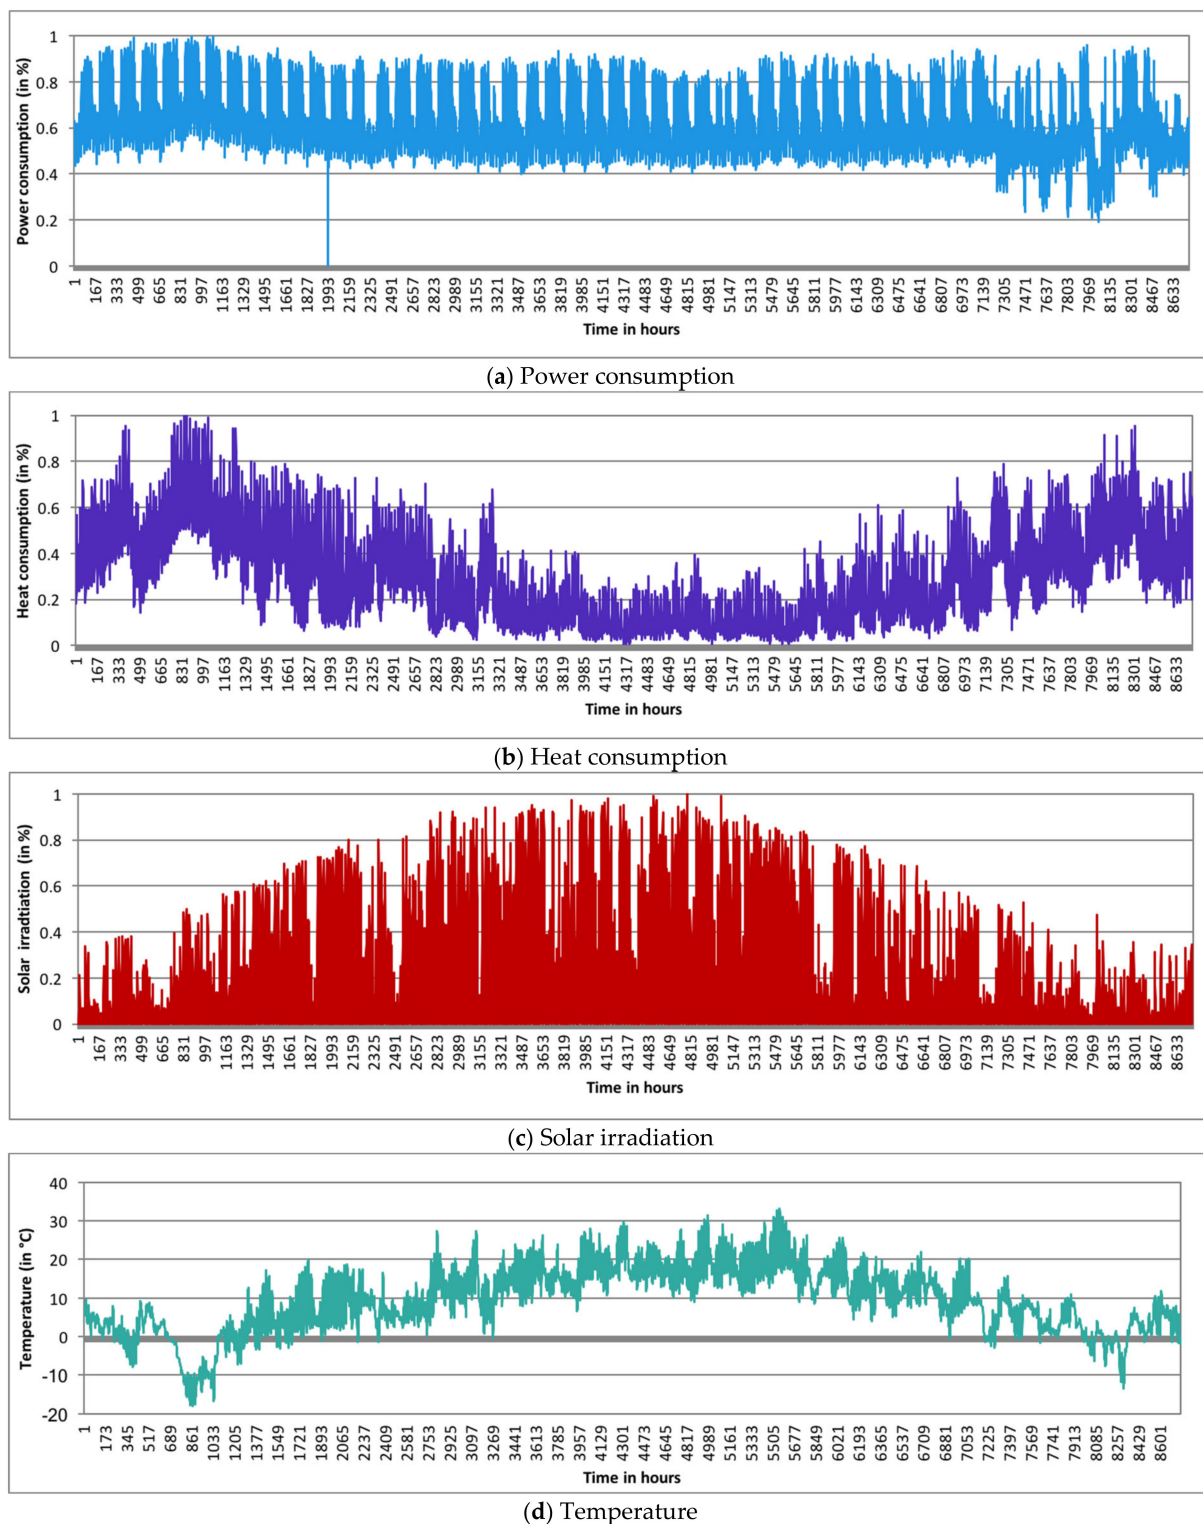 1
0.8
0.6
0.4
0.2
0
Power consumption (in %)
1 167 333 499 665 831 997 1163 1329 1495 1661 1827 1993 2159 2325 2491 2657 2823 2989 3155 3321 3487 3653 3819 3985 4151 4317 4483 4649 4815 4981 5147 5313 5479 5645 5811 5977 6143 6309 6475 6641 6807 6973 7139 7305 7471 7637 7803 7969 8135 8301 8467 8633
Time in hours
(a) Power consumption
1
0.8
0.6
0.4
0.2
0
Heat consumption (in %)
1 167 333 499 665 831 997 1163 1329 1495 1661 1827 1993 2159 2325 2491 2657 2823 2989 3155 3321 3487 3653 3819 3985 4151 4317 4483 4649 4815 4981 5147 5313 5479 5645 5811 5977 6143 6309 6475 6641 6807 6973 7139 7305 7471 7637 7803 7969 8135 8301 8467 8633
Time in hours
(b) Heat consumption
1
0.8
0.6
0.4
0.2
0
Solar irradtiation (in %)
1 167 333 499 665 831 997 1163 1329 1495 1661 1827 1993 2159 2325 2491 2657 2823 2989 3155 3321 3487 3653 3819 3985 4151 4317 4483 4649 4815 4981 5147 5313 5479 5645 5811 5977 6143 6309 6475 6641 6807 6973 7139 7305 7471 7637 7803 7969 8135 8301 8467 8633
Time in hours
(c) Solar irradiation
40
30
20
10
0
-10
-20
Temperature (in °C)
1 173 345 517 689 861 1033 1205 1377 1549 1721 1893 2065 2237 2409 2581 2753 2925 3097 3269 3441 3613 3785 3957 4129 4301 4473 4645 4817 4989 5161 5333 5505 5677 5849 6021 6193 6365 6537 6709 6881 7053 7225 7397 7569 7741 7913 8085 8257 8429 8601
Time in hours
(d) Temperature